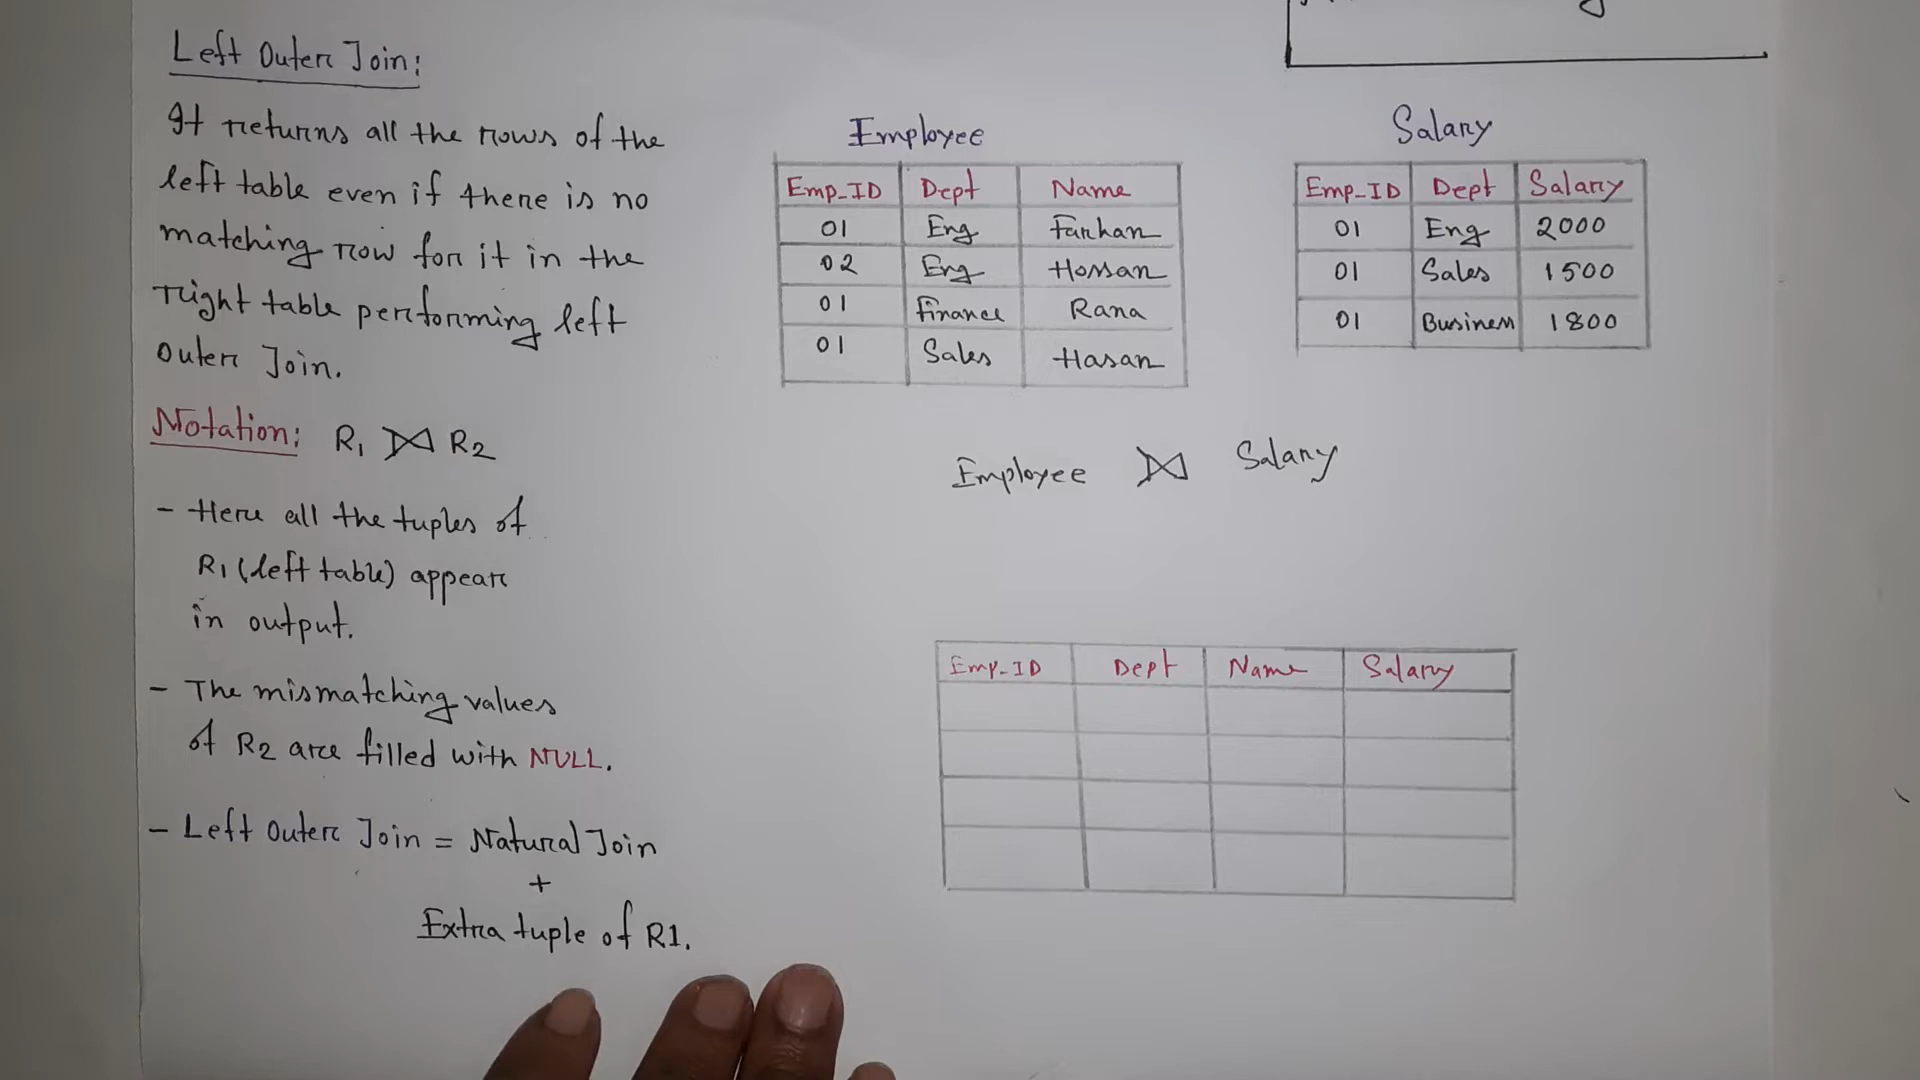 Left Outer Join:
It returns all the rows of the
left table even if there is no
matching row for it in the
right table performing left
outer Join.
Notation: R1 ⟕ R2
- Here all the tuples of
R1 (left table) appear
in output.
- The mismatching values
of R2 are filled with NULL.
- Left Outer Join = Natural Join
+
Extra tuple of R1.
Employee
Emp_ID Dept Name
01 Eng Farhan
02 Eng Hossan
01 Finance Rana
01 Sales Hasan
Salary
Emp_ID Dept Salary
01 Eng 2000
01 Sales 1500
01 Business 1800
Employee ⟕ Salary
Emp_ID Dept Name Salary